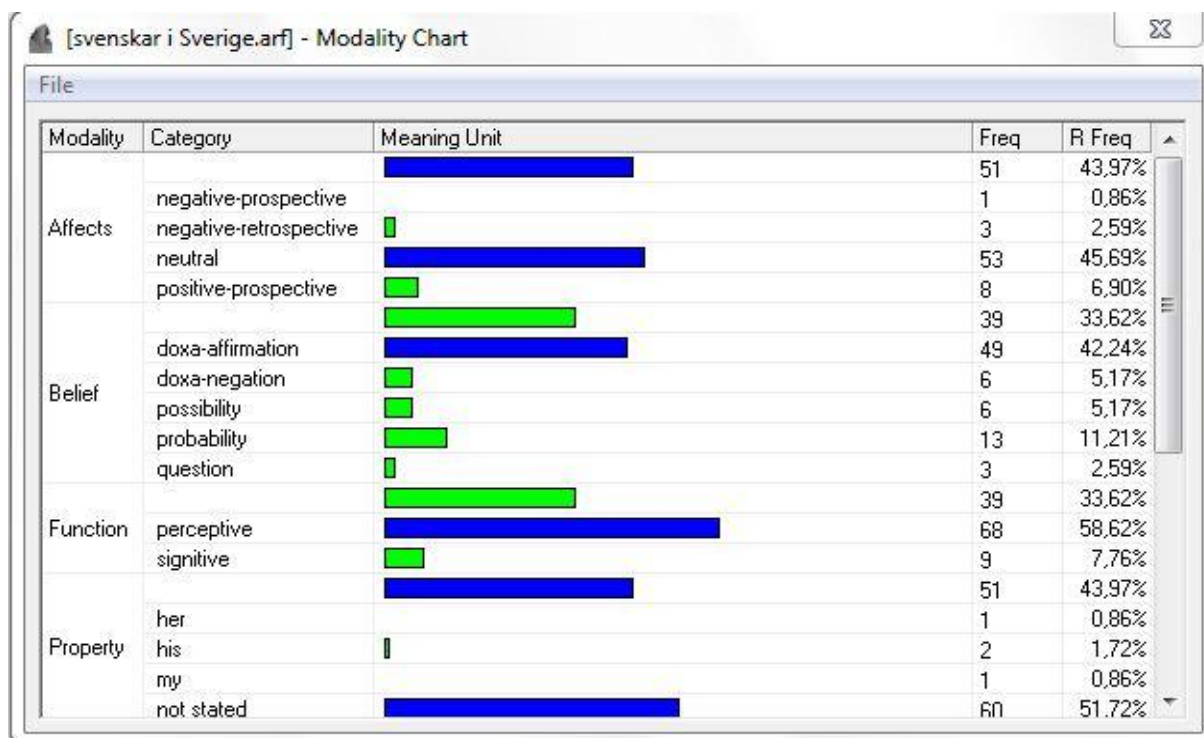 [svenskar i Sverige.arf] - Modality Chart
File
Modality Category Meaning Unit Freq R Freq
51 43,97%
negative-prospective 1 0,86%
Affects negative-retrospective 3 2,59%
neutral 53 45,69%
positive-prospective 8 6,90%
39 33,62%
doxa-affirmation 49 42,24%
doxa-negation 6 5,17%
Belief
possibility 6 5,17%
probability 13 11,21%
question 3 2,59%
39 33,62%
Function perceptive 68 58,62%
signitive 9 7,76%
51 43,97%
her 1 0,86%
Property his 2 1,72%
my 1 0,86%
not stated 60 51,72%